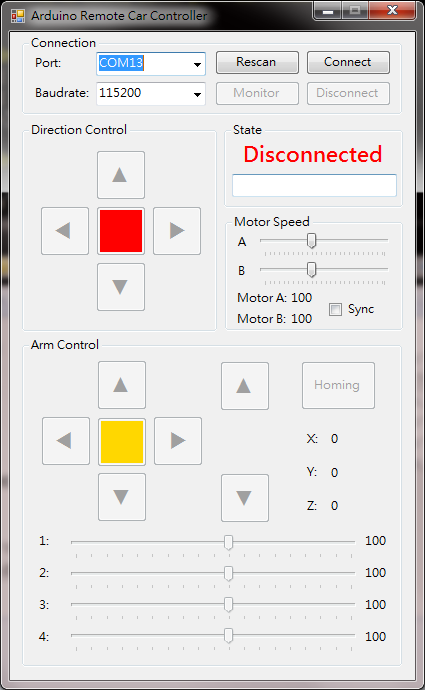 Arduino Remote Car Controller
Connection
Port: COM13 Rescan Connect
Baudrate: 115200 Monitor Disconnect
Direction Control
State
Disconnected
Motor Speed
A
B
Motor A: 100
Motor B: 100
Sync
Arm Control
Homing
X: 0
Y: 0
Z: 0
1: 100
2: 100
3: 100
4: 100